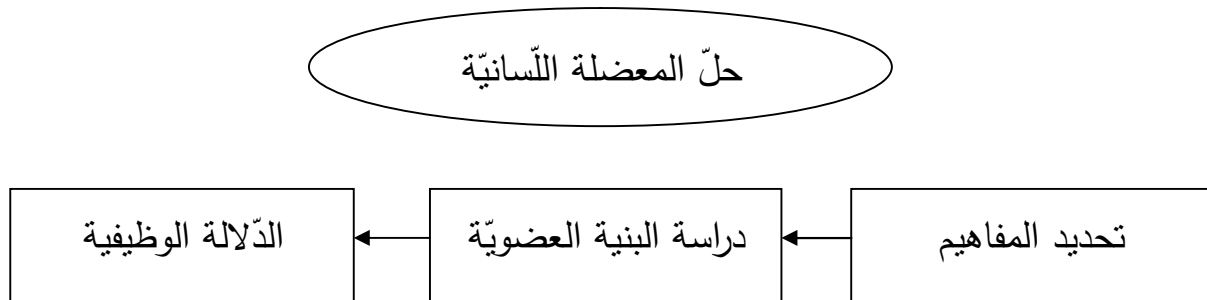 حلّ المعضلة اللّسانيّة
تحديد المفاهيم
دراسة البنية العضويّة
الدّلالة الوظيفية